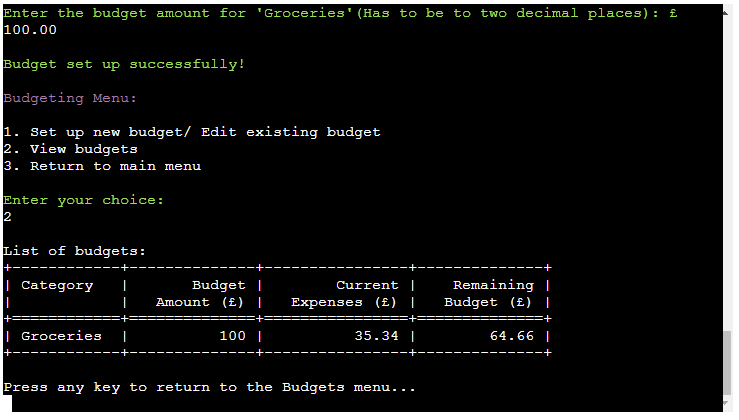 Enter the budget amount for 'Groceries'(Has to be to two decimal places): £
100.00
Budget set up successfully!
Budgeting Menu:
1. Set up new budget/ Edit existing budget
2. View budgets
3. Return to main menu
Enter your choice:
2
List of budgets:
+------------+--------------+----------------+--------------+
| Category   |       Budget |        Current |    Remaining |
|            |   Amount (£) |   Expenses (£) |   Budget (£) |
+============+==============+================+==============+
| Groceries  |          100 |          35.34 |        64.66 |
+------------+--------------+----------------+--------------+
Press any key to return to the Budgets menu...